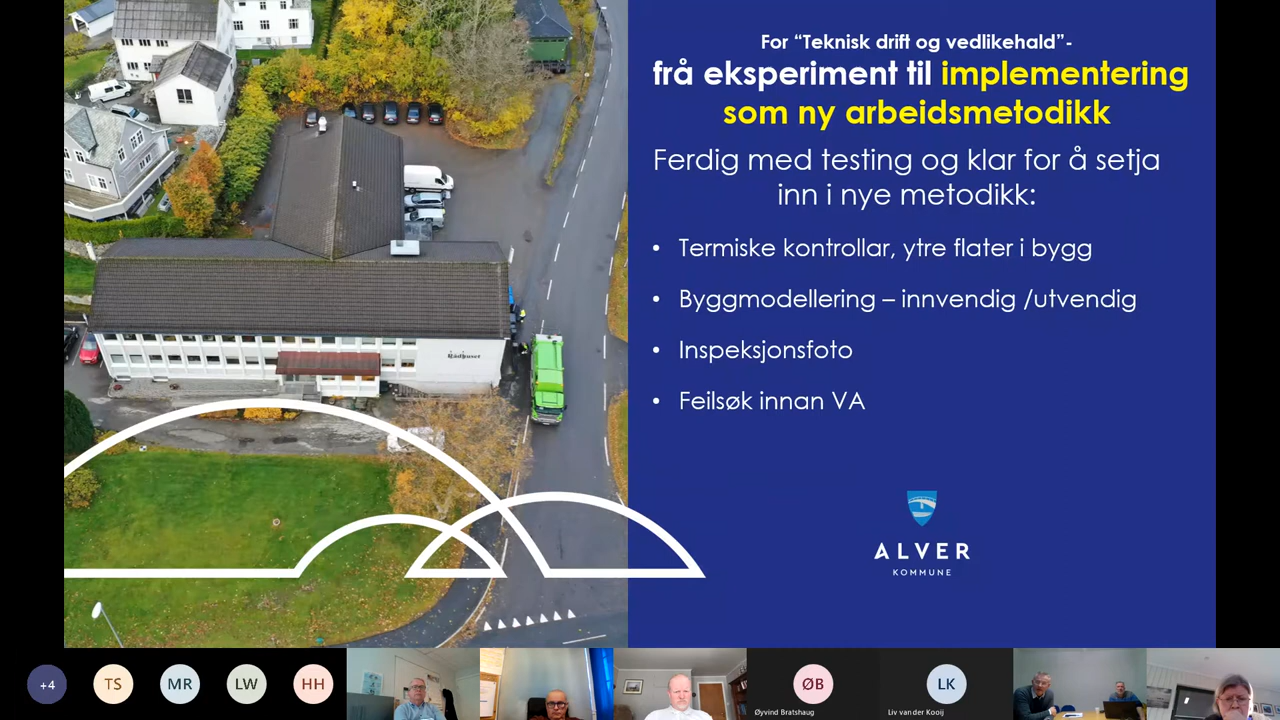 For “Teknisk drift og vedlikehald”-
frå eksperiment til implementering
som ny arbeidsmetodikk
Ferdig med testing og klar for å setja
inn i nye metodikk:
• Termiske kontrollar, ytre flater i bygg
• Byggmodellering – innvendig /utvendig
• Inspeksjonsfoto
• Feilsøk innan VA
Rådhuset
ALVER
KOMMUNE
+4
TS
MR
LW
HH
ØB
LK
Øyvind Bratshaug
Liv van der Kooij